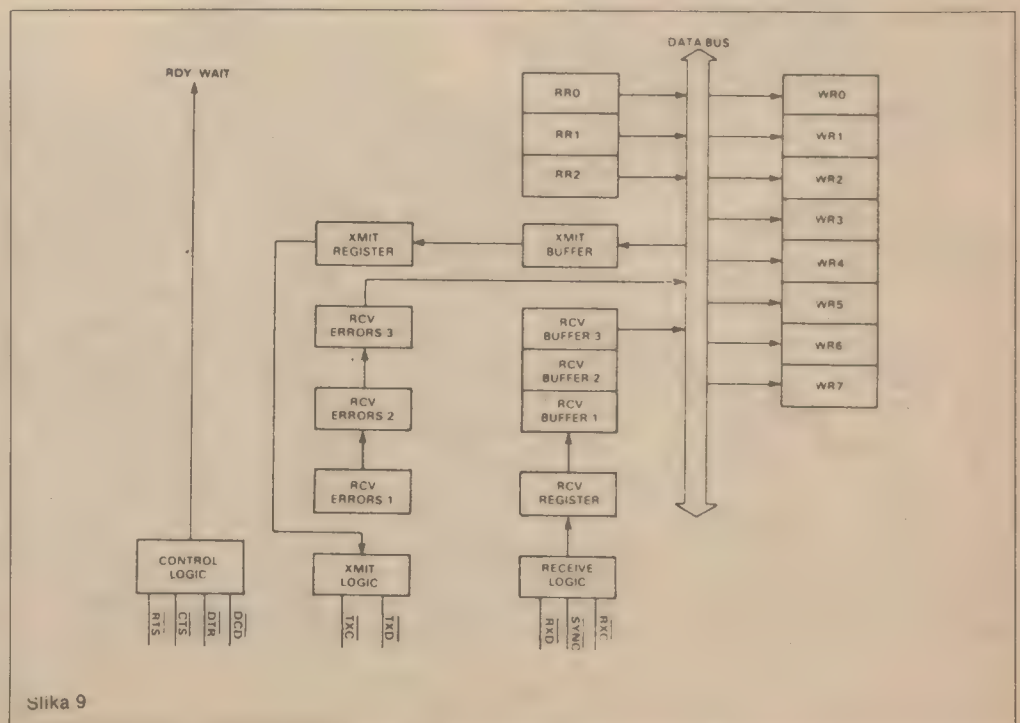 DATA BUS
RDY WAIT
RR0
RR1
RR2
WR0
WR1
WR2
WR3
WR4
WR5
WR6
WR7
XMIT
REGISTER
XMIT
BUFFER
RCV
ERRORS 3
RCV
ERRORS 2
RCV
ERRORS 1
RCV
BUFFER 3
RCV
BUFFER 2
RCV
BUFFER 1
RCV
REGISTER
CONTROL
LOGIC
XMIT
LOGIC
RECEIVE LOGIC
RTS
CTS
DTR
DCD
TXC
TXD
RXD
SYNC
RXC
Slika 9